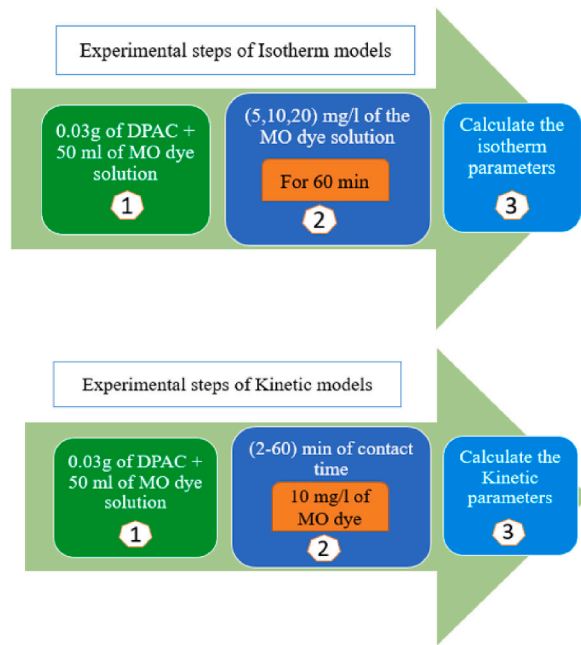 Experimental steps of Isotherm models
0.03g of DPAC +
50 ml of MO dye
solution
1
(5,10,20) mg/l of the
MO dye solution
For 60 min
2
Calculate the
isotherm
parameters
3
Experimental steps of Kinetic models
0.03g of DPAC +
50 ml of MO dye
solution
1
(2-60) min of contact
time
10 mg/l of
MO dye
2
Calculate the
Kinetic
parameters
3